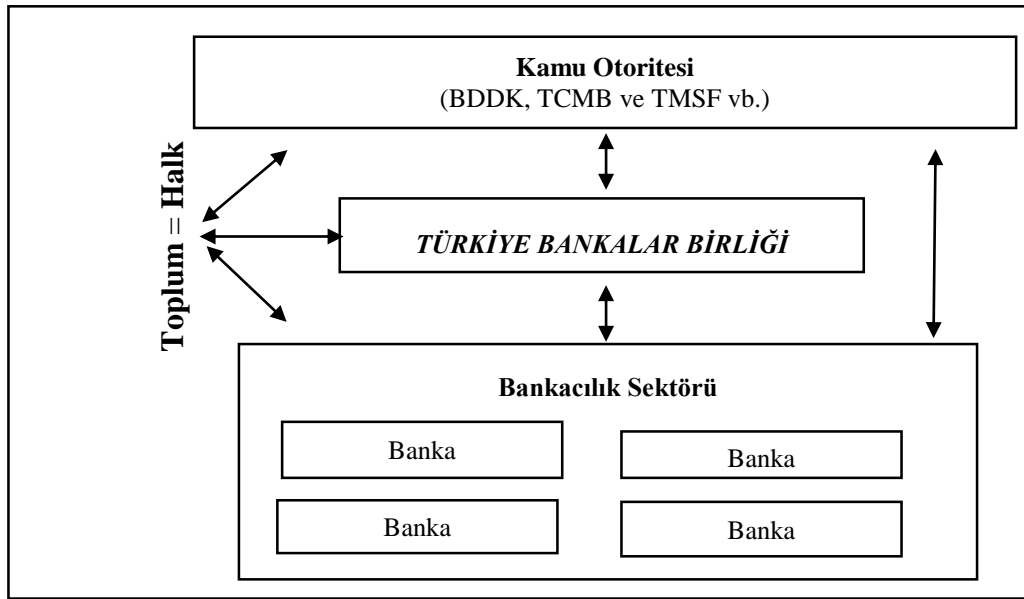 Kamu Otoritesi
(BDDK, TCMB ve TMSF vb.)
Toplum = Halk
TÜRKİYE BANKALAR BİRLİĞİ
Bankacılık Sektörü
Banka
Banka
Banka
Banka